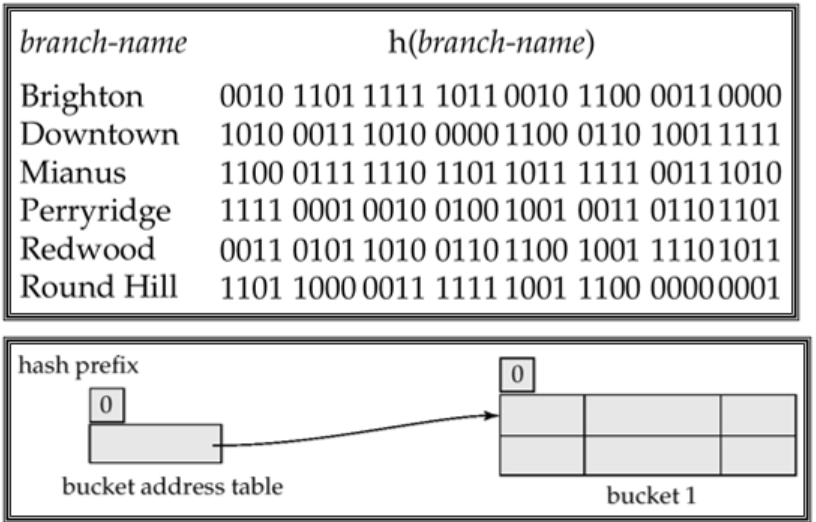 branch-name h(branch-name)
Brighton 0010 1101 1111 1011 0010 1100 0011 0000
Downtown 1010 0011 1010 0000 1100 0110 1001 1111
Mianus 1100 0111 1110 1101 1011 1111 0011 1010
Perryridge 1111 0001 0010 0100 1001 0011 0110 1101
Redwood 0011 0101 1010 0110 1100 1001 1110 1011
Round Hill 1101 1000 0011 1111 1001 1100 0000 0001
hash prefix
0
0
bucket address table
bucket 1